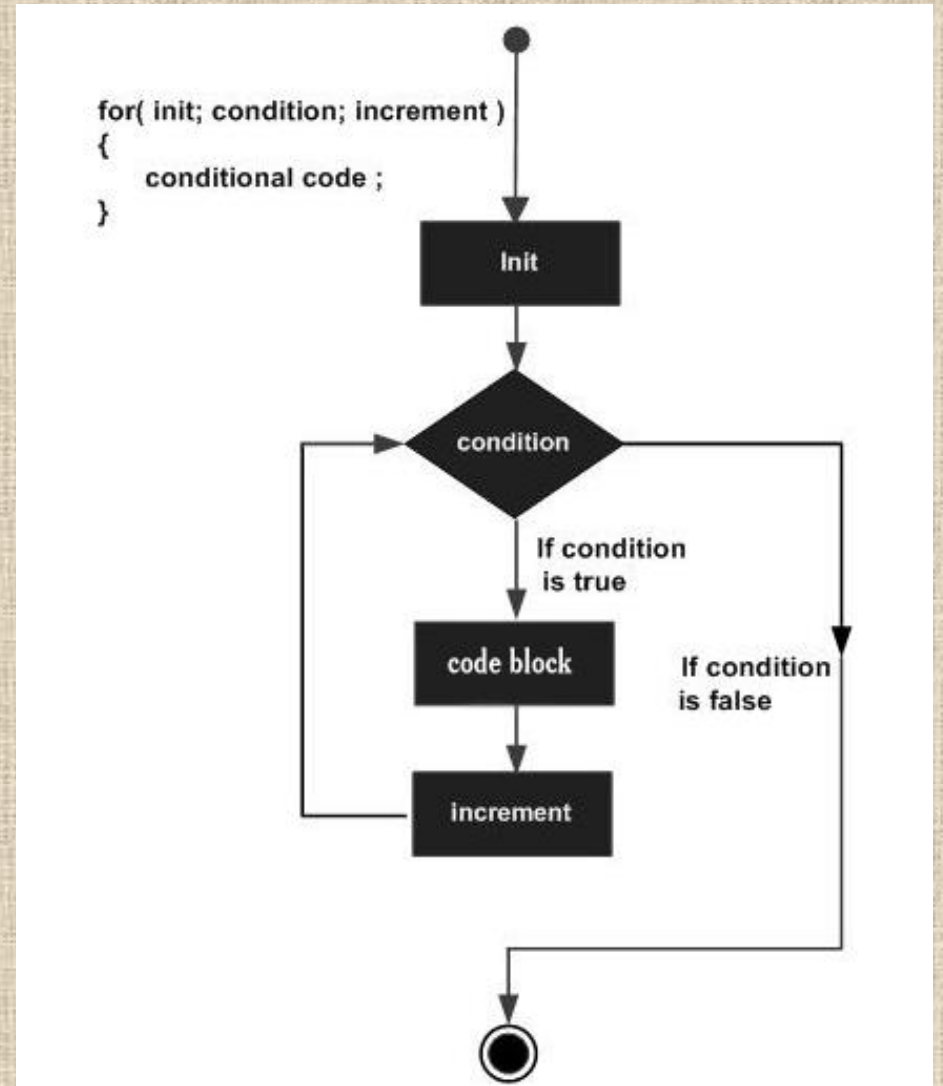 for( init; condition; increment )
{
conditional code ;
}
Init
condition
If condition
is true
code block
If condition
is false
increment